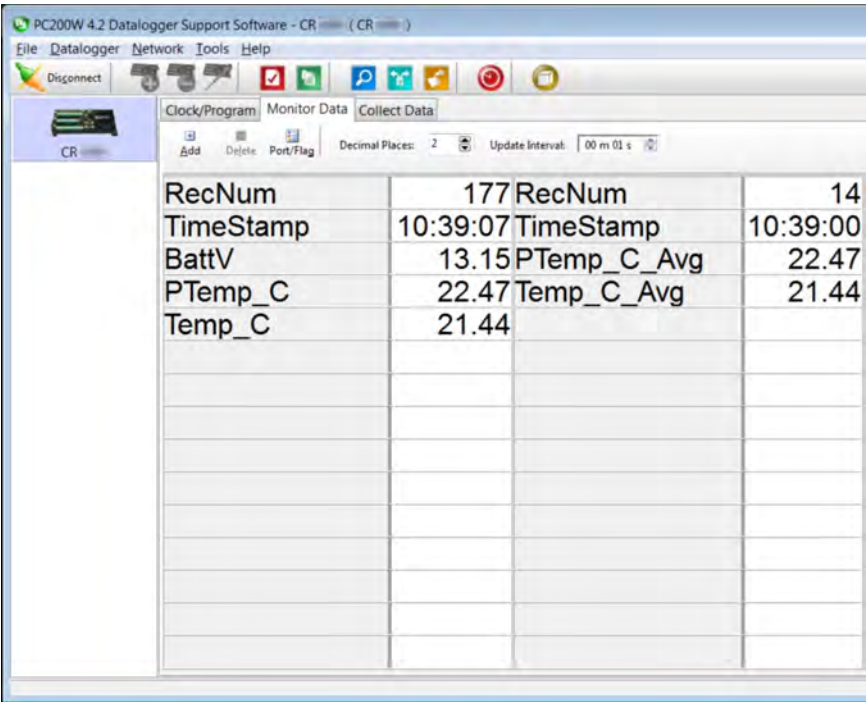 PC200W 4.2 Datalogger Support Software - CR ( CR )
File Datalogger Network Tools Help
Disconnect
Clock/Program Monitor Data Collect Data
Add Delete Port/Flag Decimal Places: 2 Update Interval: 00 m 01 s
CR
RecNum 177 RecNum 14
TimeStamp 10:39:07 TimeStamp 10:39:00
BattV 13.15 PTemp_C_Avg 22.47
PTemp_C 22.47 Temp_C_Avg 21.44
Temp_C 21.44